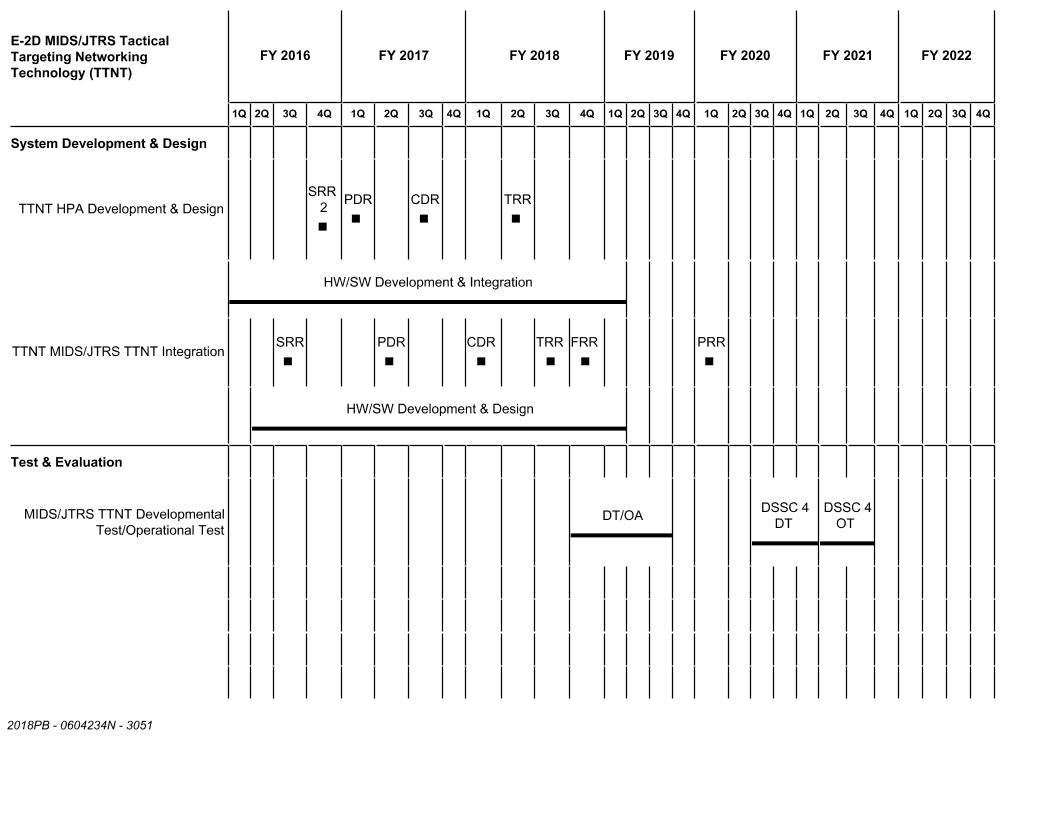 E-2D MIDS/JTRS Tactical
Targeting Networking
Technology (TTNT)
FY 2016 FY 2017 FY 2018 FY 2019 FY 2020 FY 2021 FY 2022
1Q 2Q 3Q 4Q 1Q 2Q 3Q 4Q 1Q 2Q 3Q 4Q 1Q 2Q 3Q 4Q 1Q 2Q 3Q 4Q 1Q 2Q 3Q 4Q 1Q 2Q 3Q 4Q
System Development & Design
TTNT HPA Development & Design
SRR
2
PDR CDR TRR
HW/SW Development & Integration
TTNT MIDS/JTRS TTNT Integration
SRR PDR CDR TRR FRR PRR
HW/SW Development & Design
Test & Evaluation
MIDS/JTRS TTNT Developmental
Test/Operational Test
DT/OA
DSSC 4
DT
DSSC 4
OT
2018PB - 0604234N - 3051